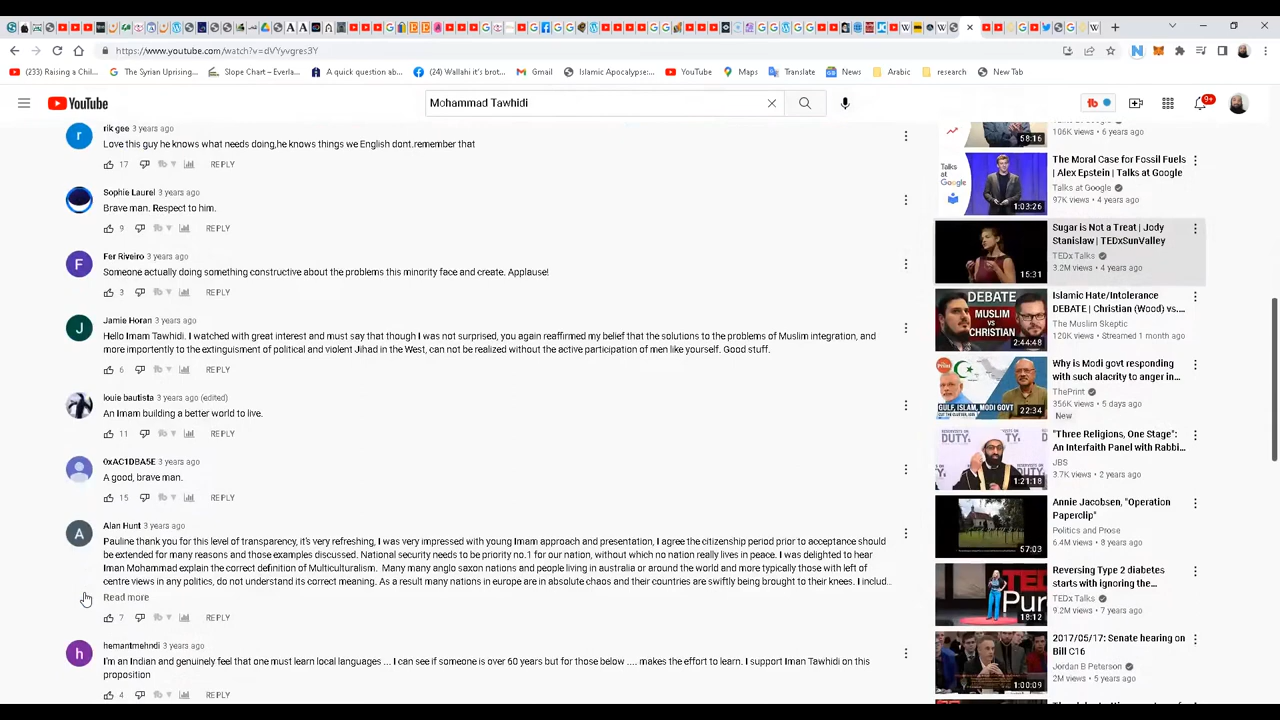 https://www.youtube.com/watch?v=dVYyvgres3Y
(233) Raising a Chil...
The Syrian Uprising...
Slope Chart – Everla...
A quick question ab...
(24) Wallahi it's brot...
Gmail
Islamic Apocalypse:...
YouTube
Maps
Translate
News
Arabic
research
New Tab
YouTube
Mohammad Tawhidi
9+
rik gee 3 years ago
Love this guy he knows what needs doing,he knows things we English dont.remember that
17 REPLY
Sophie Laurel 3 years ago
Brave man. Respect to him.
9 REPLY
Fer Riveiro 3 years ago
Someone actually doing something constructive about the problems this minority face and create. Applause!
3 REPLY
Jamie Horan 3 years ago
Hello Imam Tawhidi. I watched with great interest and must say that though I was not surprised, you again reaffirmed my belief that the solutions to the problems of Muslim integration, and
more importantly to the extinguisment of political and violent Jihad in the West, can not be realized without the active participation of men like yourself. Good stuff.
6 REPLY
louie bautista 3 years ago (edited)
An Imam building a better world to live.
11 REPLY
0xAC1DBA5E 3 years ago
A good, brave man.
15 REPLY
Alan Hunt 3 years ago
Pauline thank you for this level of transparency, it's very refreshing, I was very impressed with young Imam approach and presentation, I agree the citizenship period prior to acceptance should
be extended for many reasons and those examples discussed. National security needs to be priority no.1 for our nation, without which no nation really lives in peace. I was delighted to hear
Iman Mohammad explain the correct definition of Multiculturalism. Many many anglo saxon nations and people living in australia or around the world and more typically those with left of
centre views in any politics, do not understand its correct meaning. As a result many nations in europe are in absolute chaos and their countries are swiftly being brought to their knees. I includ...
Read more
7 REPLY
hemantmehndi 3 years ago
I'm an Indian and genuinely feel that one must learn local languages ... I can see if someone is over 60 years but for those below .... makes the effort to learn. I support Iman Tawhidi on this
proposition
4 REPLY
58:16
106K views • 6 years ago
Talks at Google
1:03:26
The Moral Case for Fossil Fuels
| Alex Epstein | Talks at Google
Talks at Google
97K views • 4 years ago
15:31
Sugar is Not a Treat | Jody
Stanislaw | TEDxSunValley
TEDx Talks
3.2M views • 4 years ago
DEBATE
MUSLIM
VS
CHRISTIAN
2:44:48
Islamic Hate/Intolerance
DEBATE | Christian (Wood) vs....
The Muslim Skeptic
120K views • Streamed 1 month ago
ThePrint
GULF, ISLAM, MODI GOVT
22:34
Why is Modi govt responding
with such alacrity to anger in...
ThePrint
356K views • 5 days ago
New
DUTY
1:21:18
"Three Religions, One Stage":
An Interfaith Panel with Rabbi...
JBS
3.7K views • 2 years ago
57:03
Annie Jacobsen, "Operation
Paperclip"
Politics and Prose
6.4M views • 8 years ago
TED
Pur
18:12
Reversing Type 2 diabetes
starts with ignoring the...
TEDx Talks
9.2M views • 7 years ago
1:00:09
2017/05/17: Senate hearing on
Bill C16
Jordan B Peterson
2M views • 5 years ago